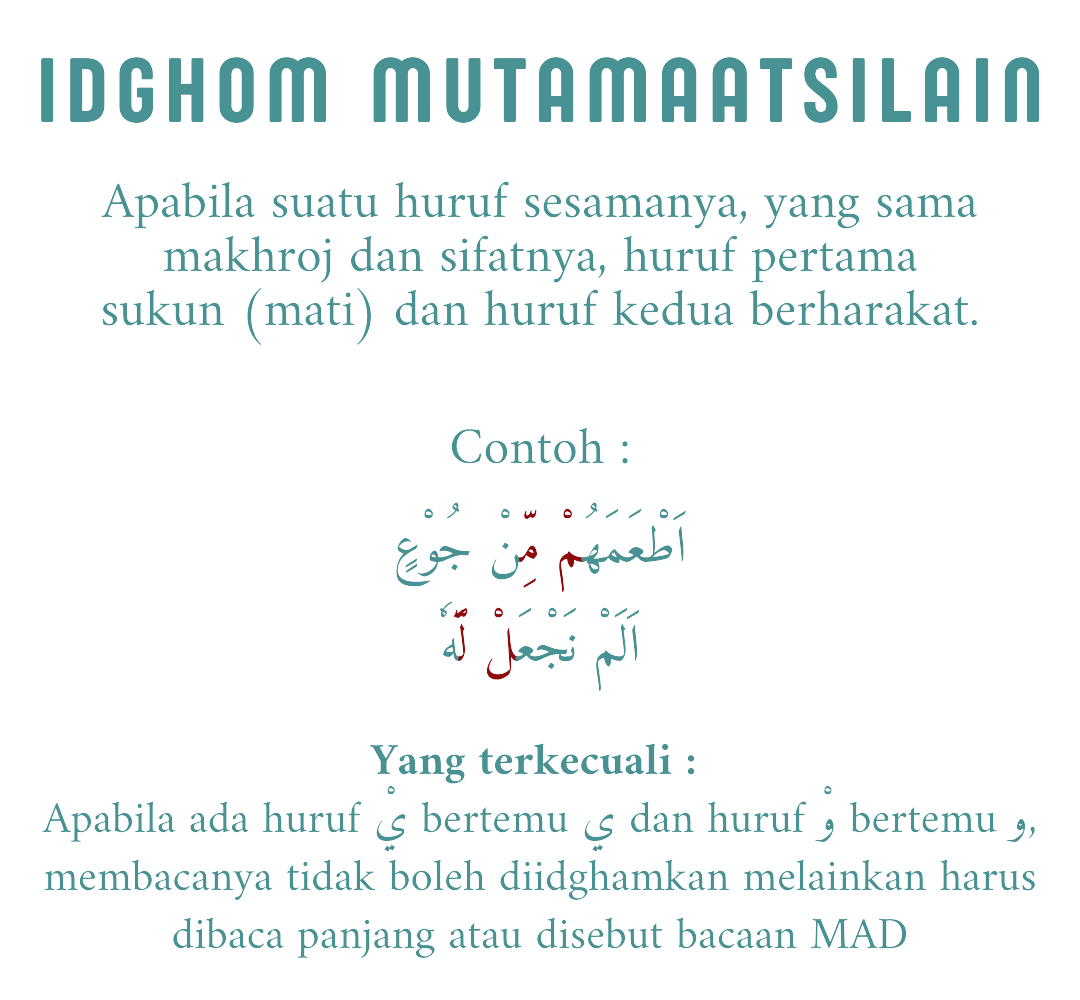 IDGHOM MUTAMAATSILAIN
Apabila suatu huruf sesamanya, yang sama
makhroj dan sifatnya, huruf pertama
sukun (mati) dan huruf kedua berharakat.
Contoh :
اَطْعَمَهُمْ مِّنْ جُوْعٍ
اَلَمْ نَجْعَلْ لَّهٗ
Yang terkecuali :
Apabila ada huruf يْ bertemu ي dan huruf وْ bertemu و,
membacanya tidak boleh diidghamkan melainkan harus
dibaca panjang atau disebut bacaan MAD